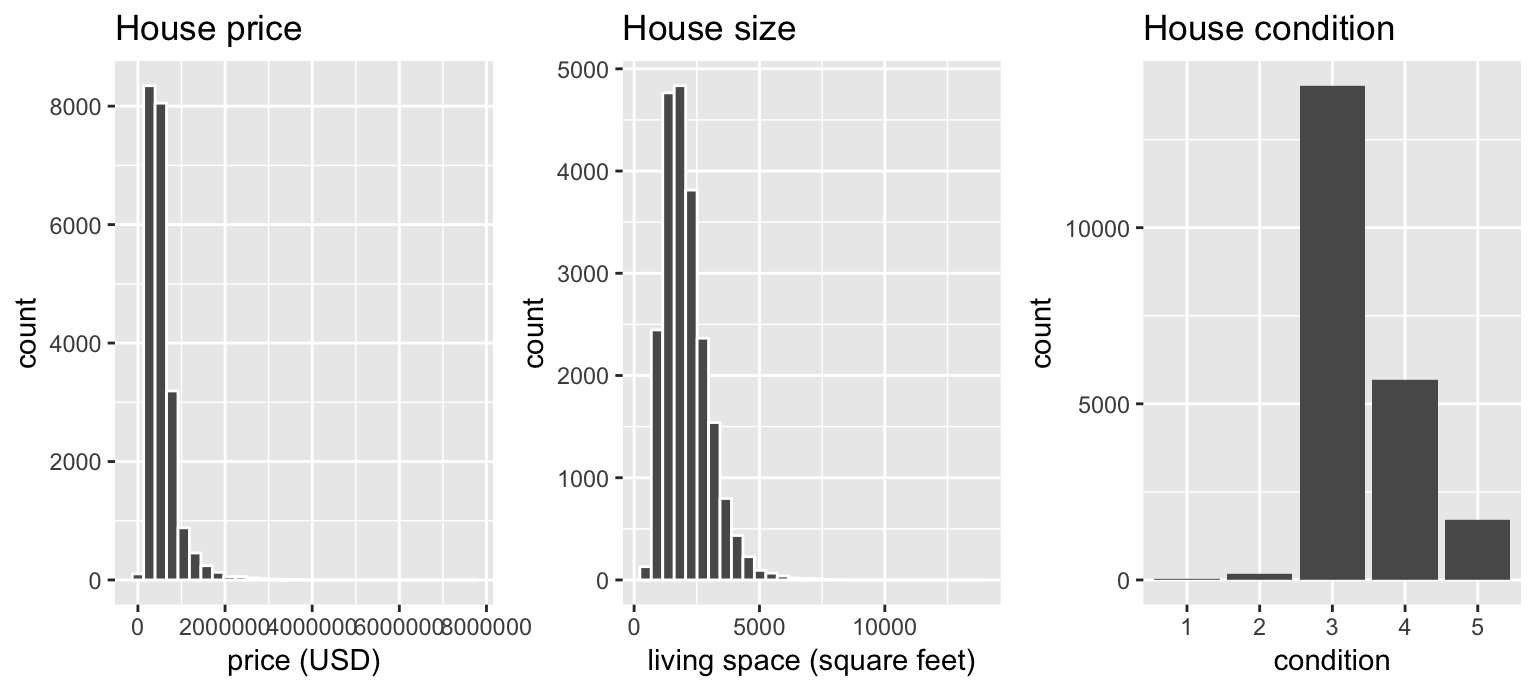 House price
8000
6000
4000
2000
0
count
0 2000000 4000000 6000000 8000000
price (USD)
House size
5000
4000
3000
2000
1000
0
count
0 5000 10000
living space (square feet)
House condition
10000
5000
0
count
1 2 3 4 5
condition